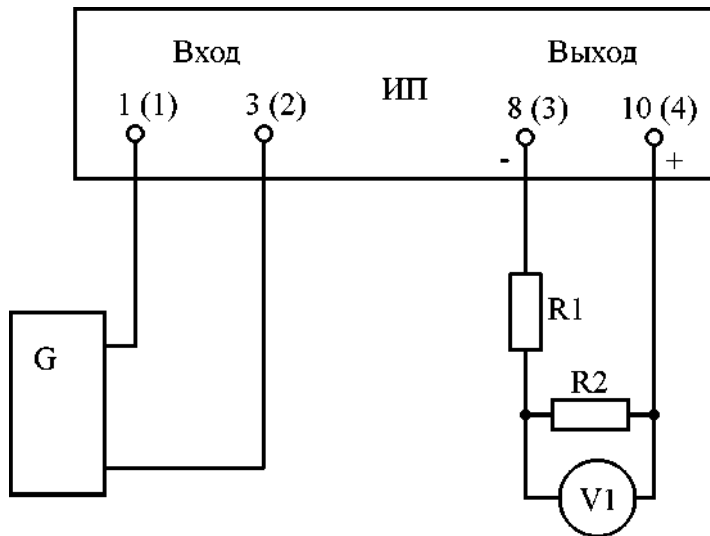 Вход
Выход
ИП
1 (1)
3 (2)
8 (3)
10 (4)
-
+
G
R1
R2
V1